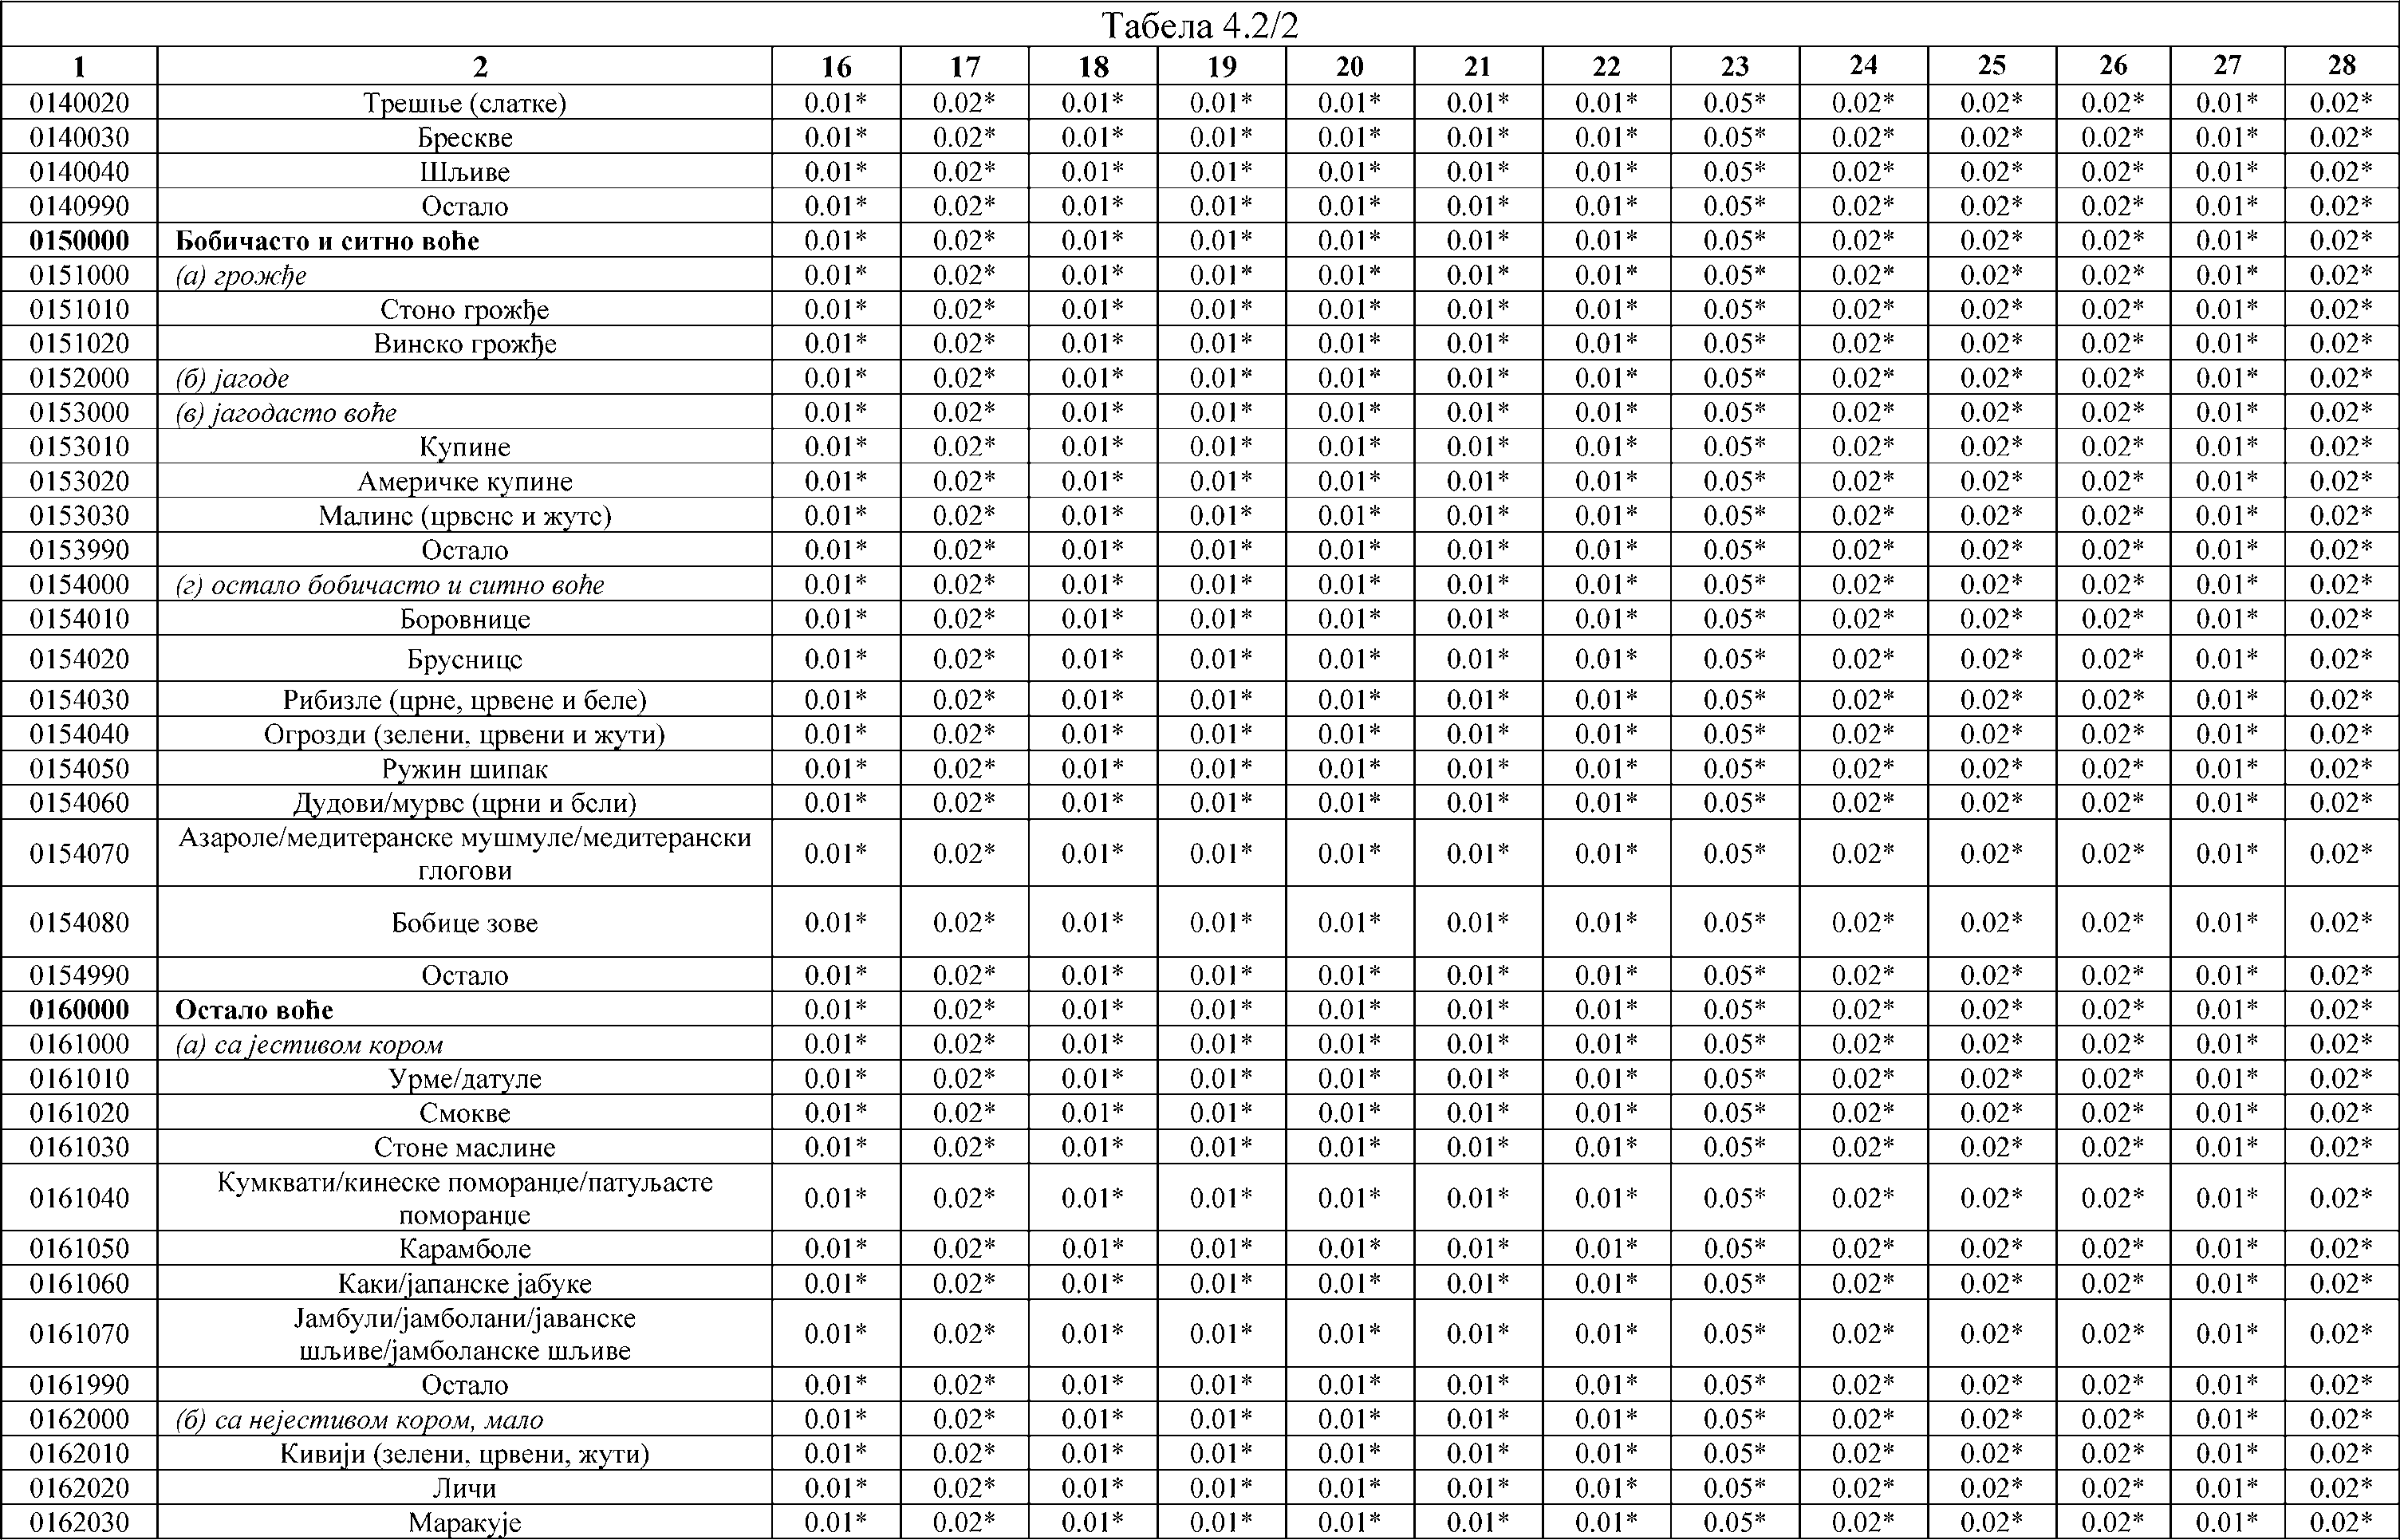 Табела 4.2/2
1 2 16 17 18 19 20 21 22 23 24 25 26 27 28
0140020 Трешње (слатке) 0.01* 0.02* 0.01* 0.01* 0.01* 0.01* 0.01* 0.05* 0.02* 0.02* 0.02* 0.01* 0.02*
0140030 Брескве 0.01* 0.02* 0.01* 0.01* 0.01* 0.01* 0.01* 0.05* 0.02* 0.02* 0.02* 0.01* 0.02*
0140040 Шљиве 0.01* 0.02* 0.01* 0.01* 0.01* 0.01* 0.01* 0.05* 0.02* 0.02* 0.02* 0.01* 0.02*
0140990 Остало 0.01* 0.02* 0.01* 0.01* 0.01* 0.01* 0.01* 0.05* 0.02* 0.02* 0.02* 0.01* 0.02*
0150000 Бобичасто и ситно воће 0.01* 0.02* 0.01* 0.01* 0.01* 0.01* 0.01* 0.05* 0.02* 0.02* 0.02* 0.01* 0.02*
0151000 (а) грожђе 0.01* 0.02* 0.01* 0.01* 0.01* 0.01* 0.01* 0.05* 0.02* 0.02* 0.02* 0.01* 0.02*
0151010 Стоно грожђе 0.01* 0.02* 0.01* 0.01* 0.01* 0.01* 0.01* 0.05* 0.02* 0.02* 0.02* 0.01* 0.02*
0151020 Винско грожђе 0.01* 0.02* 0.01* 0.01* 0.01* 0.01* 0.01* 0.05* 0.02* 0.02* 0.02* 0.01* 0.02*
0152000 (б) јагоде 0.01* 0.02* 0.01* 0.01* 0.01* 0.01* 0.01* 0.05* 0.02* 0.02* 0.02* 0.01* 0.02*
0153000 (в) јагодасто воће 0.01* 0.02* 0.01* 0.01* 0.01* 0.01* 0.01* 0.05* 0.02* 0.02* 0.02* 0.01* 0.02*
0153010 Купине 0.01* 0.02* 0.01* 0.01* 0.01* 0.01* 0.01* 0.05* 0.02* 0.02* 0.02* 0.01* 0.02*
0153020 Америчке купине 0.01* 0.02* 0.01* 0.01* 0.01* 0.01* 0.01* 0.05* 0.02* 0.02* 0.02* 0.01* 0.02*
0153030 Малине (црвене и жуте) 0.01* 0.02* 0.01* 0.01* 0.01* 0.01* 0.01* 0.05* 0.02* 0.02* 0.02* 0.01* 0.02*
0153990 Остало 0.01* 0.02* 0.01* 0.01* 0.01* 0.01* 0.01* 0.05* 0.02* 0.02* 0.02* 0.01* 0.02*
0154000 (г) остало бобичасто и ситно воће 0.01* 0.02* 0.01* 0.01* 0.01* 0.01* 0.01* 0.05* 0.02* 0.02* 0.02* 0.01* 0.02*
0154010 Боровнице 0.01* 0.02* 0.01* 0.01* 0.01* 0.01* 0.01* 0.05* 0.02* 0.02* 0.02* 0.01* 0.02*
0154020 Бруснице 0.01* 0.02* 0.01* 0.01* 0.01* 0.01* 0.01* 0.05* 0.02* 0.02* 0.02* 0.01* 0.02*
0154030 Рибизле (црне, црвене и беле) 0.01* 0.02* 0.01* 0.01* 0.01* 0.01* 0.01* 0.05* 0.02* 0.02* 0.02* 0.01* 0.02*
0154040 Огрозди (зелени, црвени и жути) 0.01* 0.02* 0.01* 0.01* 0.01* 0.01* 0.01* 0.05* 0.02* 0.02* 0.02* 0.01* 0.02*
0154050 Ружин шипак 0.01* 0.02* 0.01* 0.01* 0.01* 0.01* 0.01* 0.05* 0.02* 0.02* 0.02* 0.01* 0.02*
0154060 Дудови/мурве (црни и бели) 0.01* 0.02* 0.01* 0.01* 0.01* 0.01* 0.01* 0.05* 0.02* 0.02* 0.02* 0.01* 0.02*
Азароле/медитеранске мушмуле/медитерански
0154070 глогови 0.01* 0.02* 0.01* 0.01* 0.01* 0.01* 0.01* 0.05* 0.02* 0.02* 0.02* 0.01* 0.02*
0154080 Бобице зове 0.01* 0.02* 0.01* 0.01* 0.01* 0.01* 0.01* 0.05* 0.02* 0.02* 0.02* 0.01* 0.02*
0154990 Остало 0.01* 0.02* 0.01* 0.01* 0.01* 0.01* 0.01* 0.05* 0.02* 0.02* 0.02* 0.01* 0.02*
0160000 Остало воће 0.01* 0.02* 0.01* 0.01* 0.01* 0.01* 0.01* 0.05* 0.02* 0.02* 0.02* 0.01* 0.02*
0161000 (а) са јестивом кором 0.01* 0.02* 0.01* 0.01* 0.01* 0.01* 0.01* 0.05* 0.02* 0.02* 0.02* 0.01* 0.02*
0161010 Урме/датуле 0.01* 0.02* 0.01* 0.01* 0.01* 0.01* 0.01* 0.05* 0.02* 0.02* 0.02* 0.01* 0.02*
0161020 Смокве 0.01* 0.02* 0.01* 0.01* 0.01* 0.01* 0.01* 0.05* 0.02* 0.02* 0.02* 0.01* 0.02*
0161030 Стоне маслине 0.01* 0.02* 0.01* 0.01* 0.01* 0.01* 0.01* 0.05* 0.02* 0.02* 0.02* 0.01* 0.02*
Кумквати/кинеске поморанџе/патуљасте
0161040 поморанџе 0.01* 0.02* 0.01* 0.01* 0.01* 0.01* 0.01* 0.05* 0.02* 0.02* 0.02* 0.01* 0.02*
0161050 Карамболе 0.01* 0.02* 0.01* 0.01* 0.01* 0.01* 0.01* 0.05* 0.02* 0.02* 0.02* 0.01* 0.02*
0161060 Каки/јапанске јабуке 0.01* 0.02* 0.01* 0.01* 0.01* 0.01* 0.01* 0.05* 0.02* 0.02* 0.02* 0.01* 0.02*
Јамбули/јамболани/јаванске
0161070 шљиве/јамболанске шљиве 0.01* 0.02* 0.01* 0.01* 0.01* 0.01* 0.01* 0.05* 0.02* 0.02* 0.02* 0.01* 0.02*
0161990 Остало 0.01* 0.02* 0.01* 0.01* 0.01* 0.01* 0.01* 0.05* 0.02* 0.02* 0.02* 0.01* 0.02*
0162000 (б) са нејестивом кором, мало 0.01* 0.02* 0.01* 0.01* 0.01* 0.01* 0.01* 0.05* 0.02* 0.02* 0.02* 0.01* 0.02*
0162010 Кивији (зелени, црвени, жути) 0.01* 0.02* 0.01* 0.01* 0.01* 0.01* 0.01* 0.05* 0.02* 0.02* 0.02* 0.01* 0.02*
0162020 Личи 0.01* 0.02* 0.01* 0.01* 0.01* 0.01* 0.01* 0.05* 0.02* 0.02* 0.02* 0.01* 0.02*
0162030 Маракује 0.01* 0.02* 0.01* 0.01* 0.01* 0.01* 0.01* 0.05* 0.02* 0.02* 0.02* 0.01* 0.02*